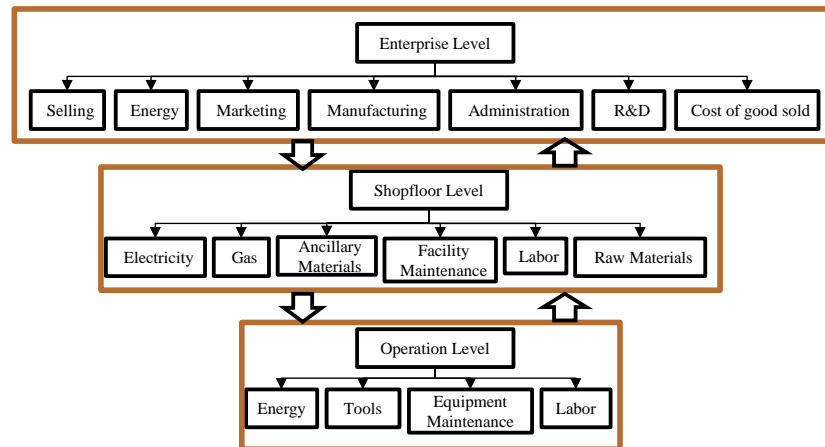 Enterprise Level
Selling
Energy
Marketing
Manufacturing
Administration
R&D
Cost of good sold
Shopfloor Level
Electricity
Gas
Ancillary
Materials
Facility
Maintenance
Labor
Raw Materials
Operation Level
Energy
Tools
Equipment
Maintenance
Labor